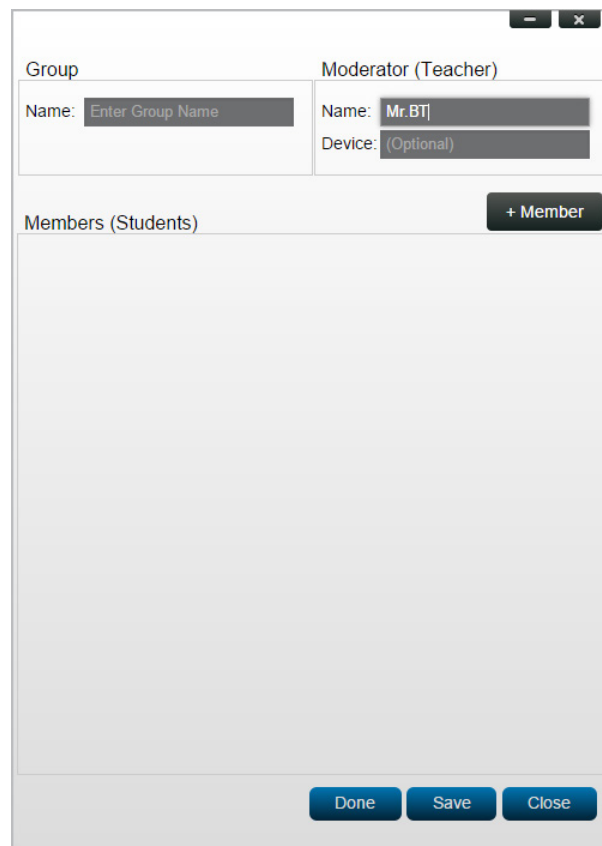 Group
Name: Enter Group Name
Moderator (Teacher)
Name: Mr.BT
Device: (Optional)
+ Member
Members (Students)
Done Save Close